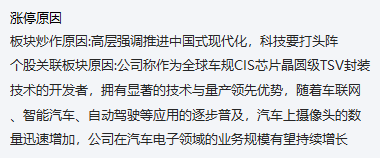 涨停原因
板块炒作原因:高层强调推进中国式现代化，科技要打头阵
个股关联板块原因:公司称作为全球车规CIS芯片晶圆级TSV封装
技术的开发者，拥有显著的技术与量产领先优势，随着车联网
、智能汽车、自动驾驶等应用的逐步普及，汽车上摄像头的数
量迅速增加，公司在汽车电子领域的业务规模有望持续增长